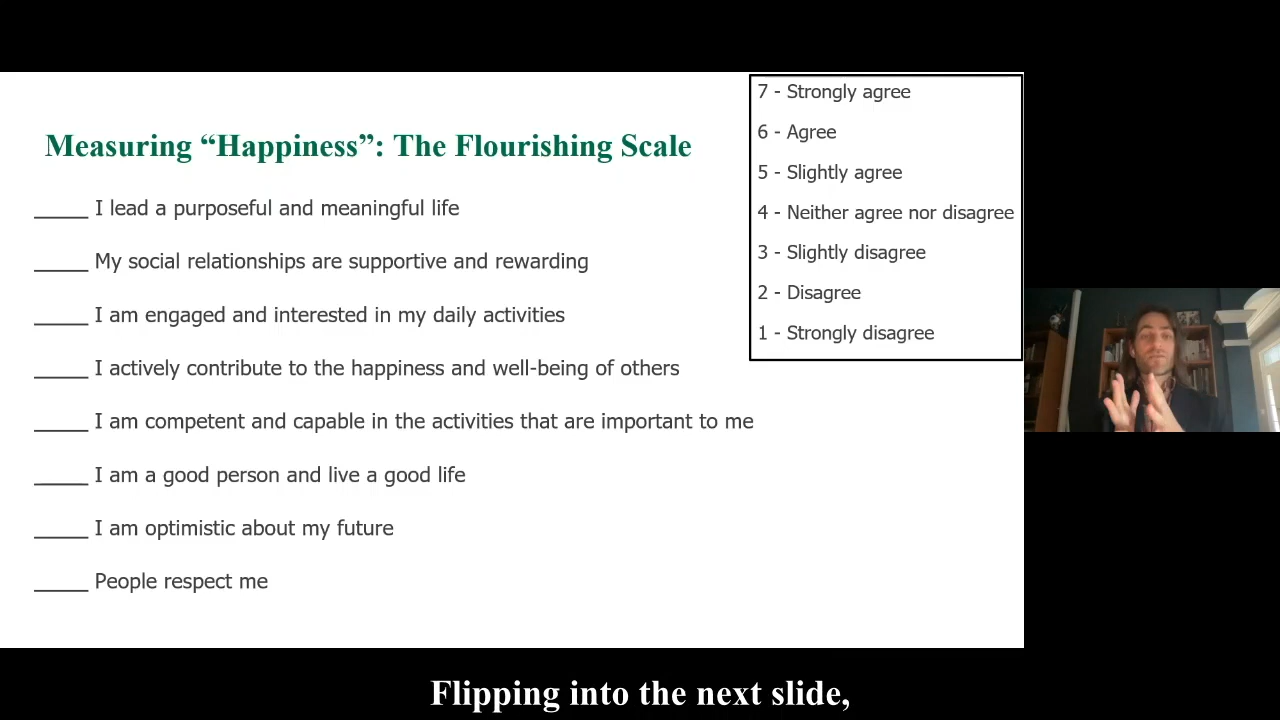 Measuring “Happiness”: The Flourishing Scale
_____ I lead a purposeful and meaningful life
_____ My social relationships are supportive and rewarding
_____ I am engaged and interested in my daily activities
_____ I actively contribute to the happiness and well-being of others
_____ I am competent and capable in the activities that are important to me
_____ I am a good person and live a good life
_____ I am optimistic about my future
_____ People respect me
7 - Strongly agree
6 - Agree
5 - Slightly agree
4 - Neither agree nor disagree
3 - Slightly disagree
2 - Disagree
1 - Strongly disagree
Flipping into the next slide,